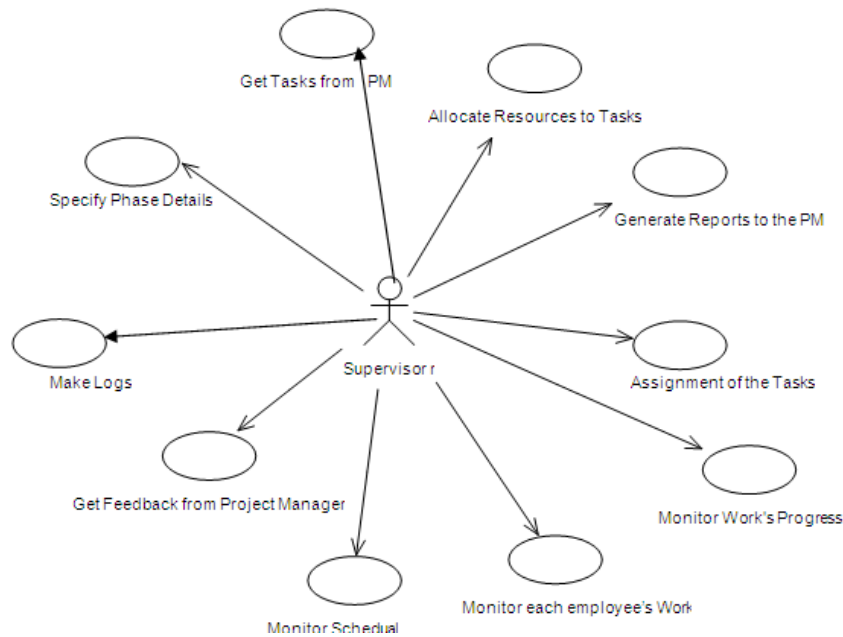 Get Tasks from PM
Allocate Resources to Tasks
Specify Phase Details
Generate Reports to the PM
Supervisor r
Make Logs
Assignment of the Tasks
Get Feedback from Project Manager
Monitor Work's Progress
Monitor each employee's Work
Monitor Schedual